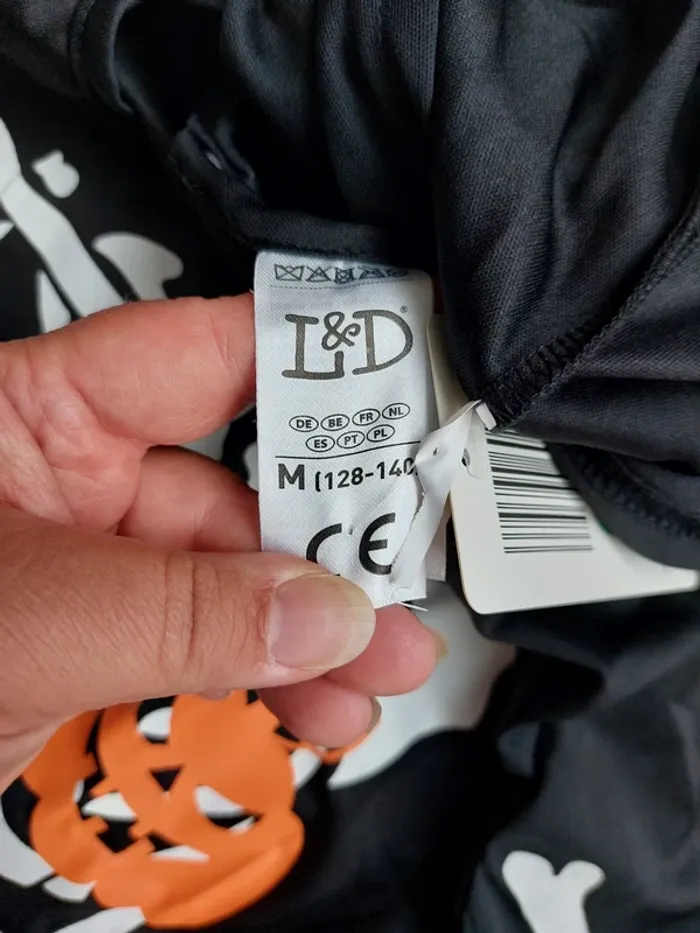 L&D®
DE BE FR NL
ES PT PL
M (128-140
CE